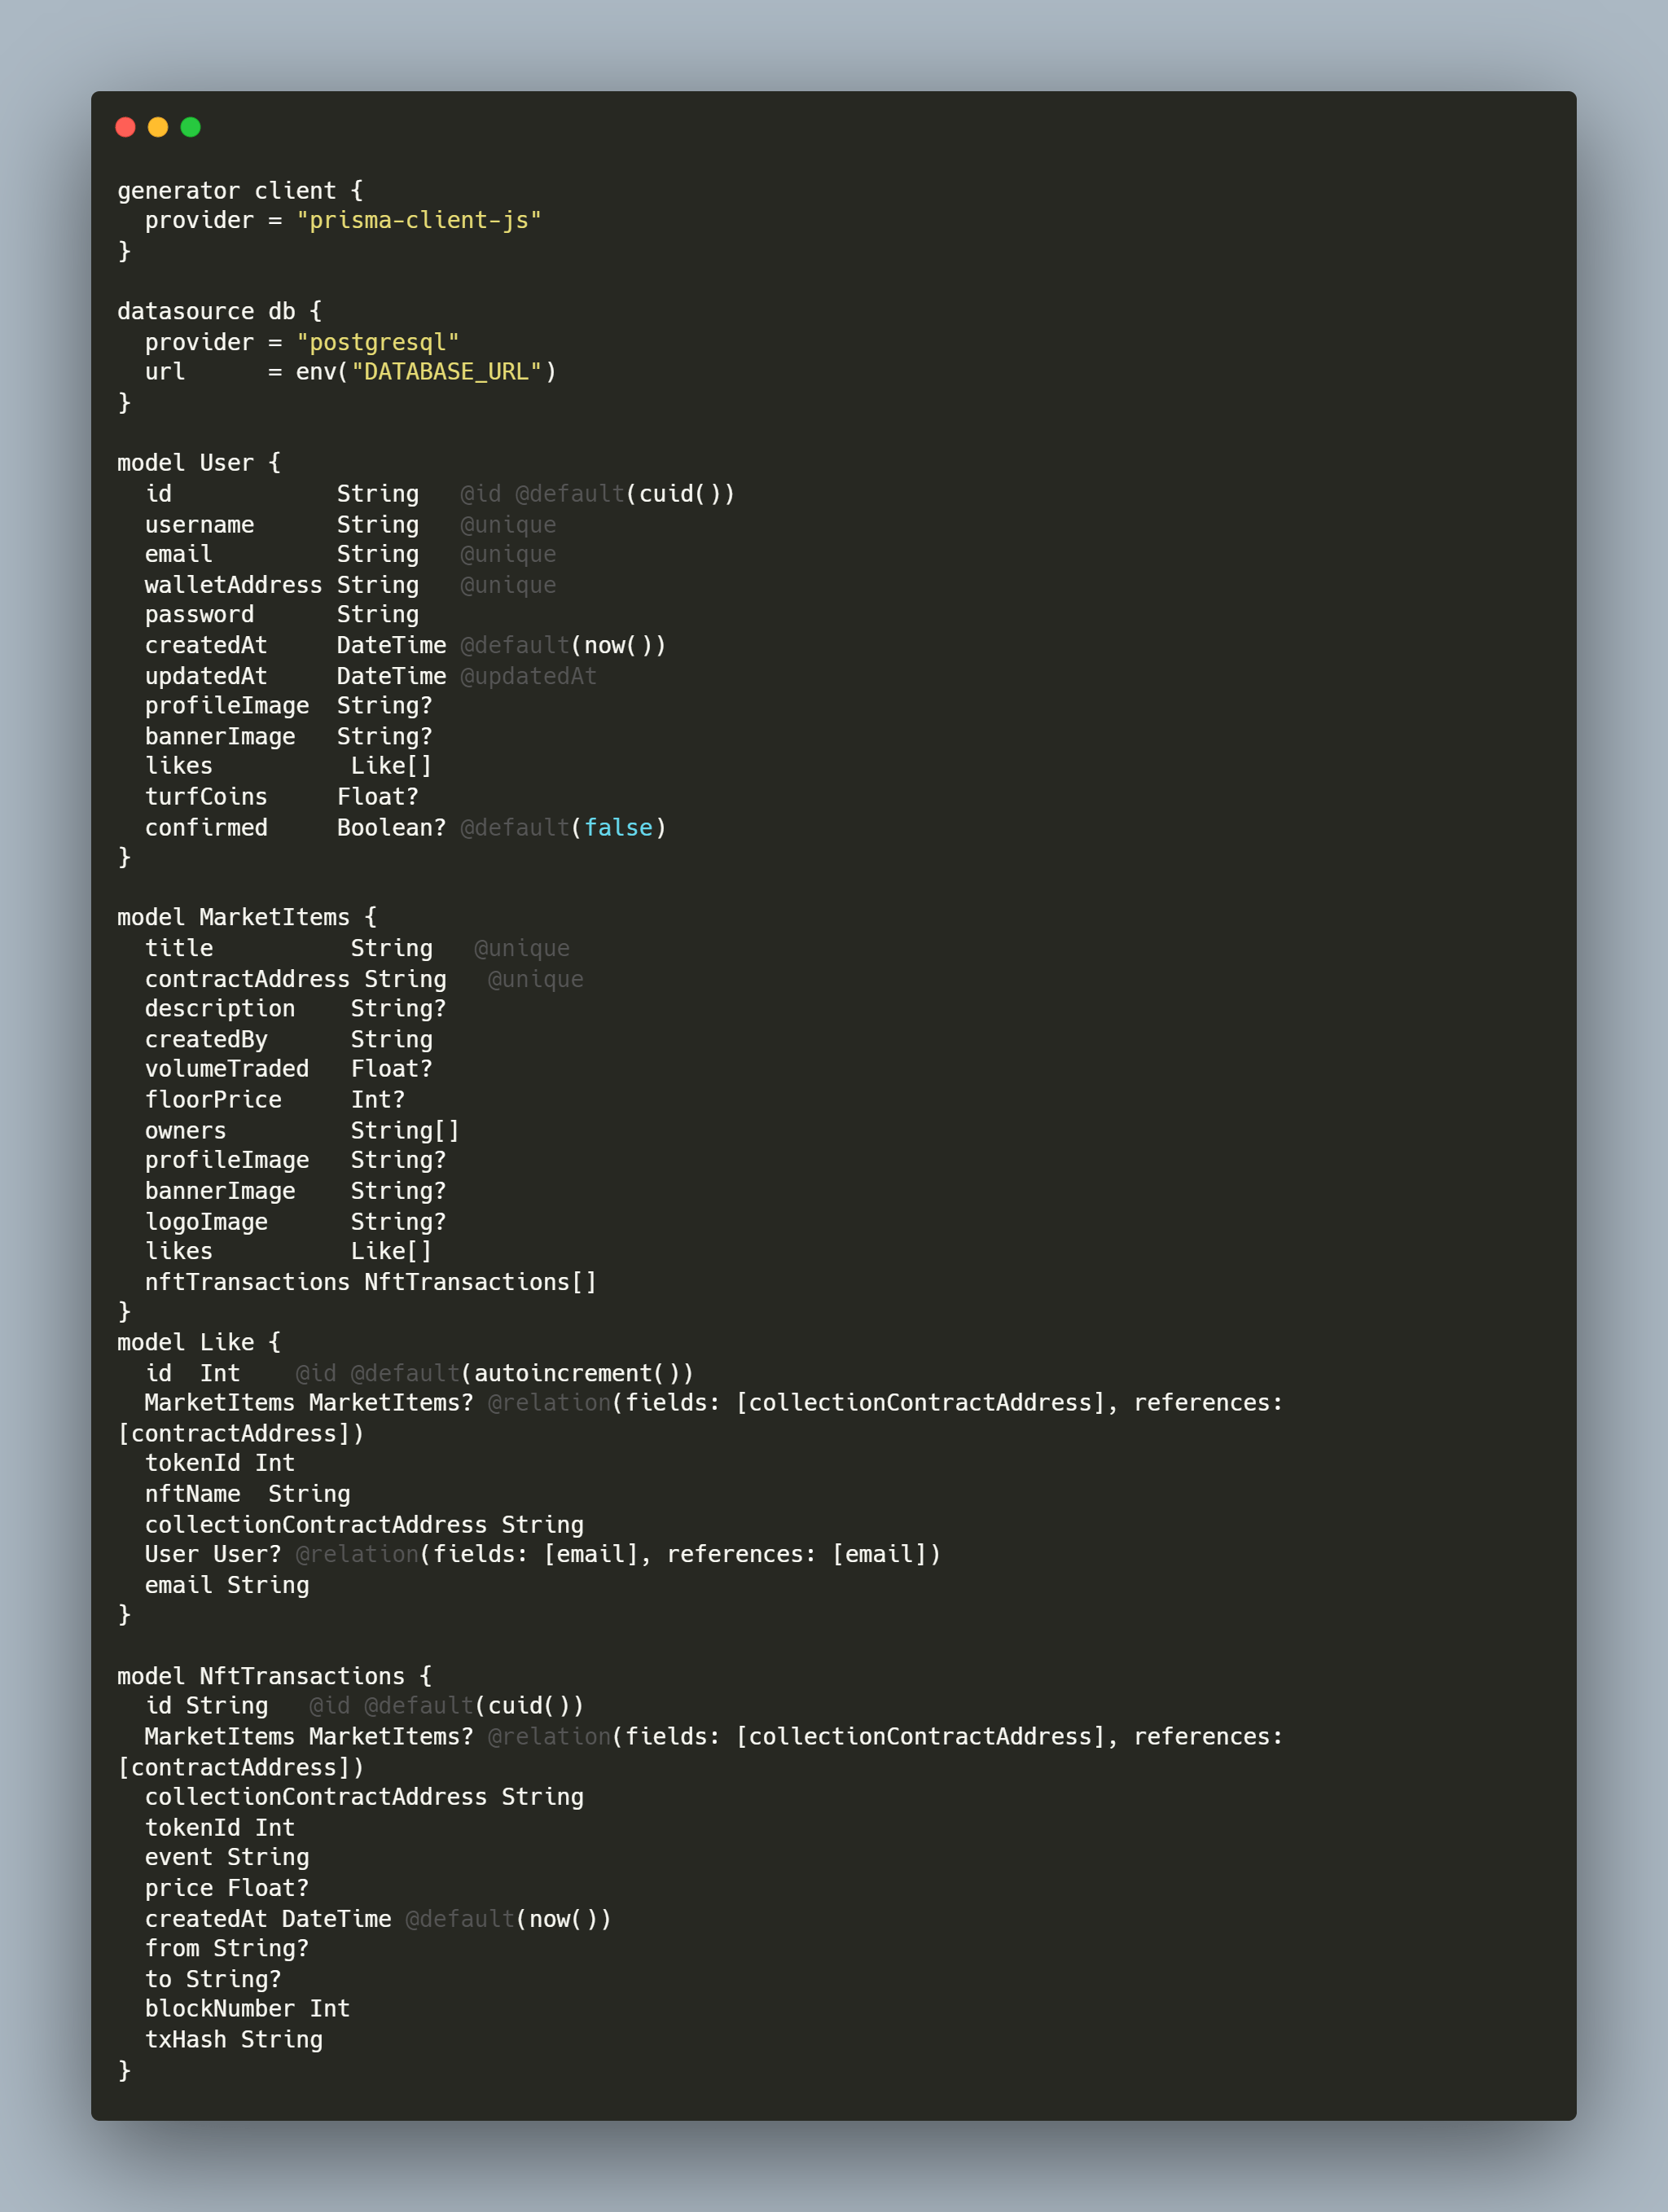 generator client {
  provider = "prisma-client-js"
}

datasource db {
  provider = "postgresql"
  url      = env("DATABASE_URL")
}

model User {
  id            String   @id @default(cuid())
  username      String   @unique
  email         String   @unique
  walletAddress String   @unique
  password      String
  createdAt     DateTime @default(now())
  updatedAt     DateTime @updatedAt
  profileImage  String?
  bannerImage   String?
  likes          Like[]
  turfCoins     Float?
  confirmed     Boolean? @default(false)
}

model MarketItems {
  title          String   @unique
  contractAddress String   @unique
  description    String?
  createdBy      String
  volumeTraded   Float?
  floorPrice     Int?
  owners         String[]
  profileImage   String?
  bannerImage    String?
  logoImage      String?
  likes          Like[]
  nftTransactions NftTransactions[]
}
model Like {
  id  Int    @id @default(autoincrement())
  MarketItems MarketItems? @relation(fields: [collectionContractAddress], references:
[contractAddress])
  tokenId Int
  nftName  String
  collectionContractAddress String
  User User? @relation(fields: [email], references: [email])
  email String
}

model NftTransactions {
  id String   @id @default(cuid())
  MarketItems MarketItems? @relation(fields: [collectionContractAddress], references:
[contractAddress])
  collectionContractAddress String
  tokenId Int
  event String
  price Float?
  createdAt DateTime @default(now())
  from String?
  to String?
  blockNumber Int
  txHash String
}